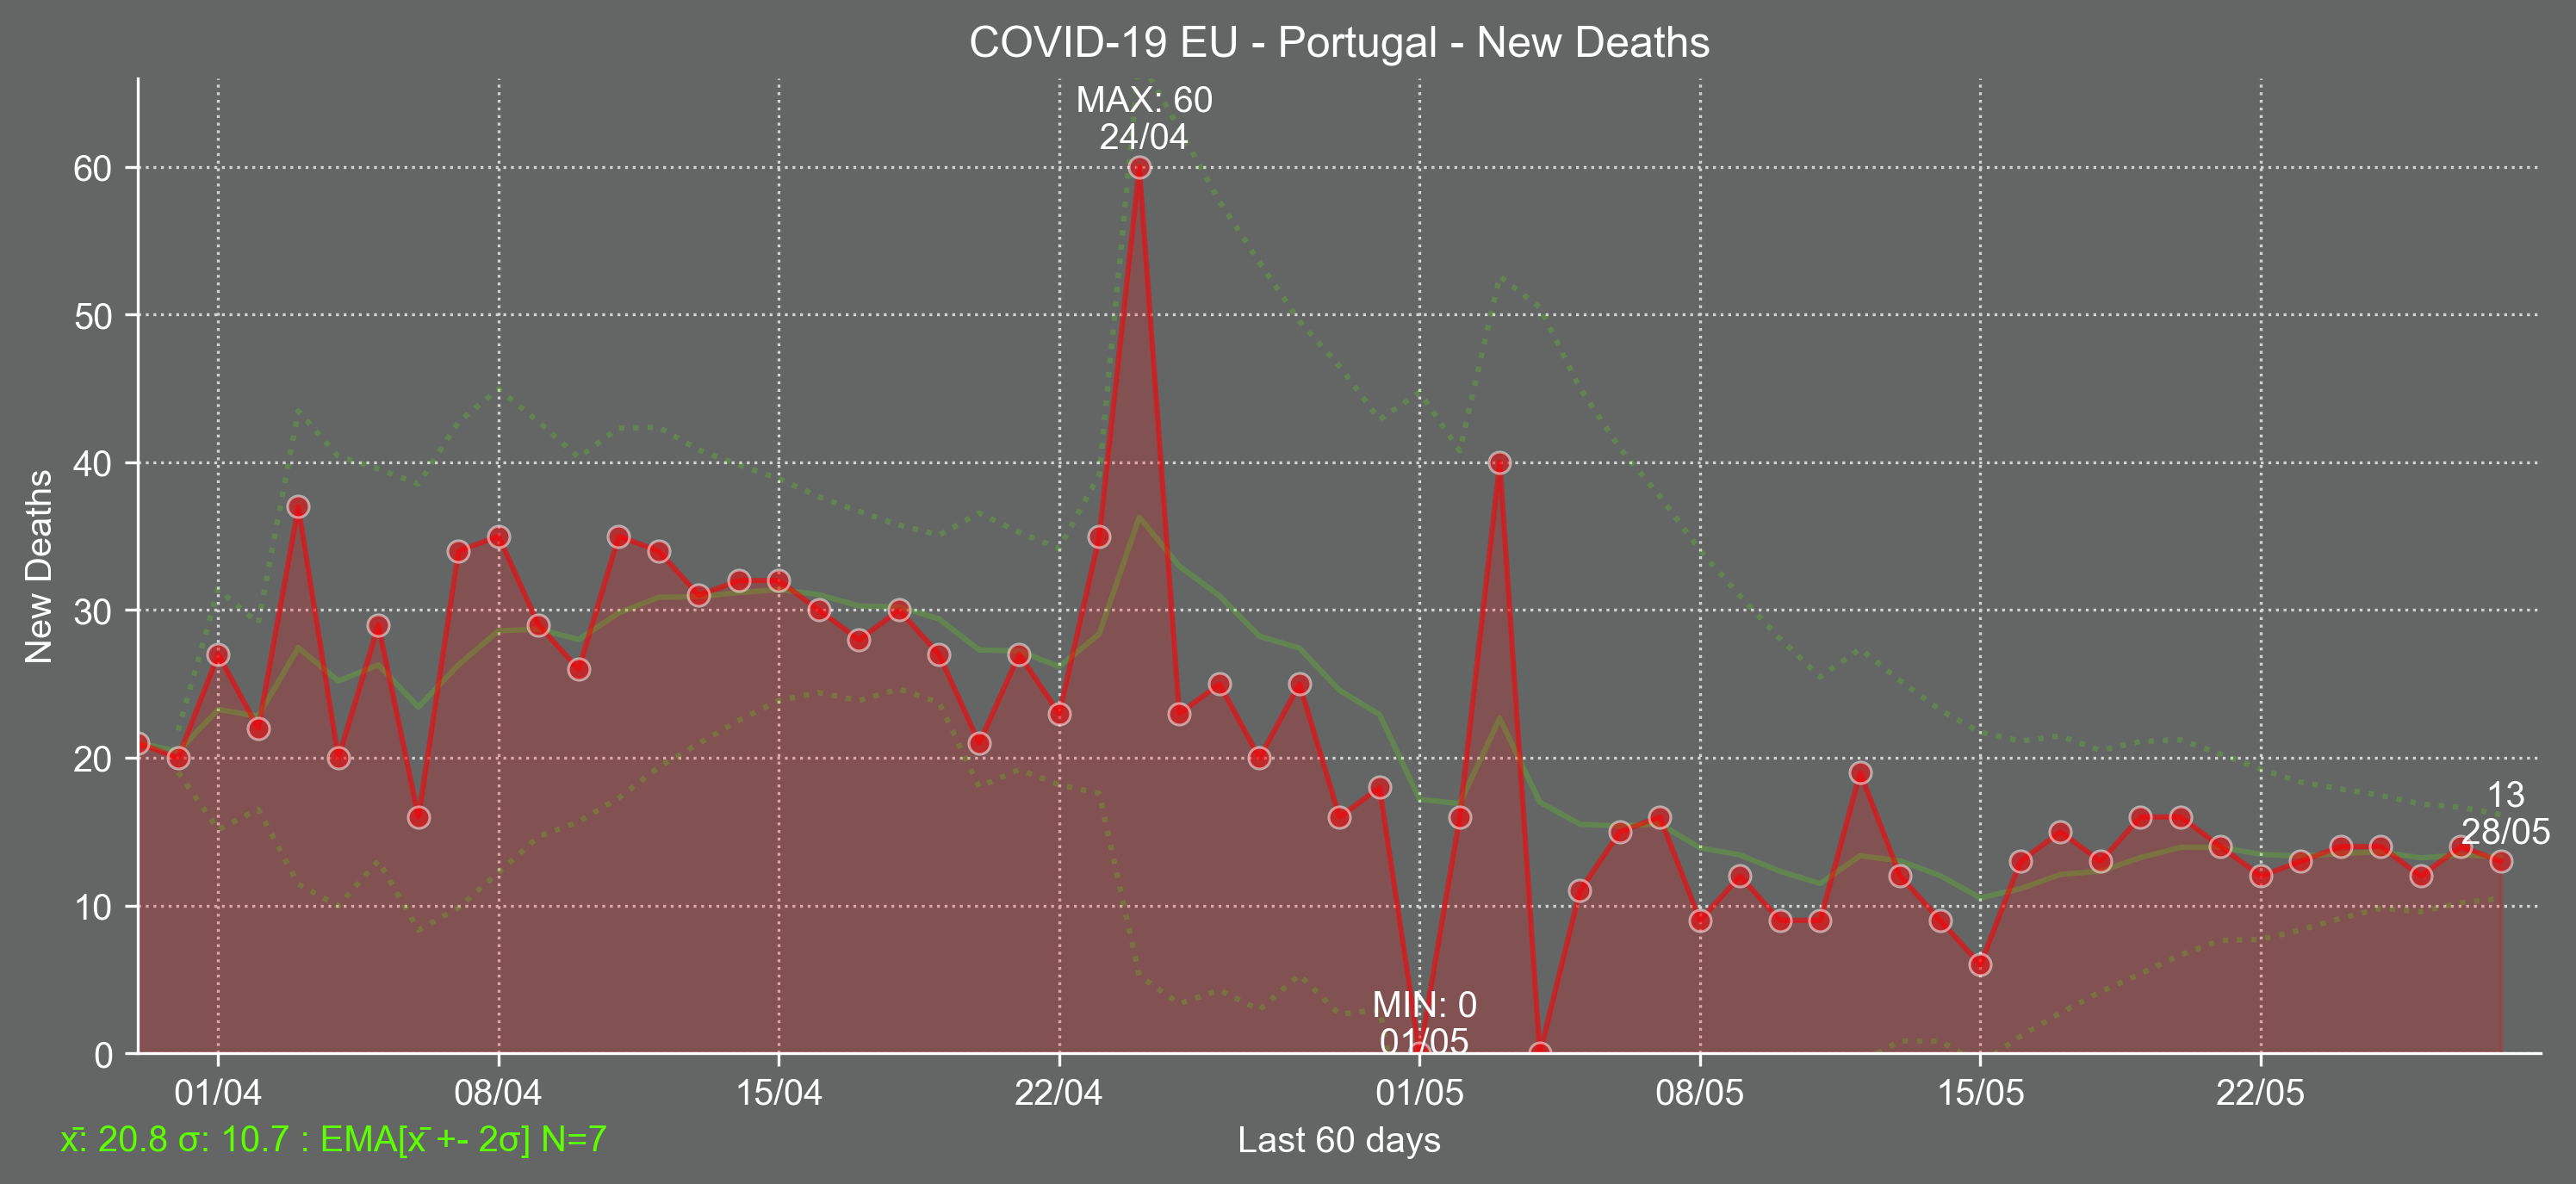 COVID-19 EU - Portugal - New Deaths
MAX: 60
24/04
60
50
40
30
20
10
0
New Deaths
13
28/05
MIN: 0
01/05
01/04 08/04 15/04 22/04 01/05 08/05 15/05 22/05
x̄: 20.8 σ: 10.7 : EMA[x̄ +- 2σ] N=7
Last 60 days